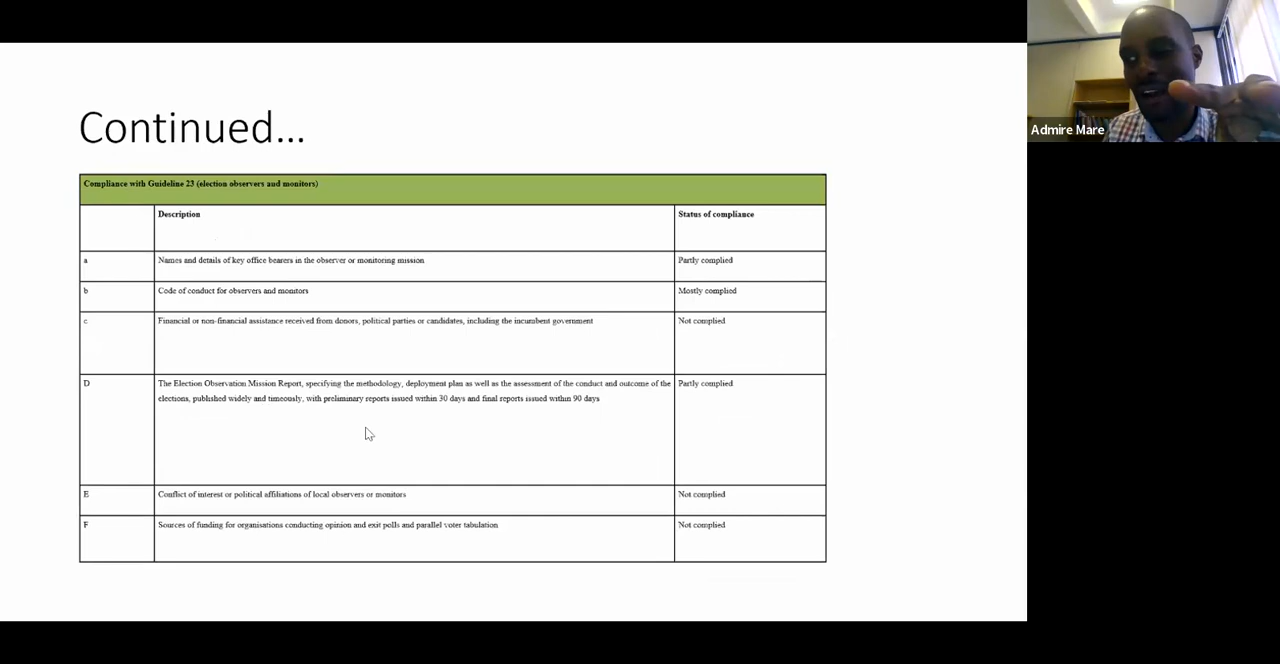 Admire Mare
Continued...
Compliance with Guideline 23 (election observers and monitors)
Description Status of compliance
a Names and details of key office bearers in the observer or monitoring mission Partly complied
b Code of conduct for observers and monitors Mostly complied
c Financial or non-financial assistance received from donors, political parties or candidates, including the incumbent government Not complied
D The Election Observation Mission Report, specifying the methodology, deployment plan as well as the assessment of the conduct and outcome of the Partly complied
elections, published widely and timeously, with preliminary reports issued within 30 days and final reports issued within 90 days
E Conflict of interest or political affiliations of local observers or monitors Not complied
F Sources of funding for organisations conducting opinion and exit polls and parallel voter tabulation Not complied